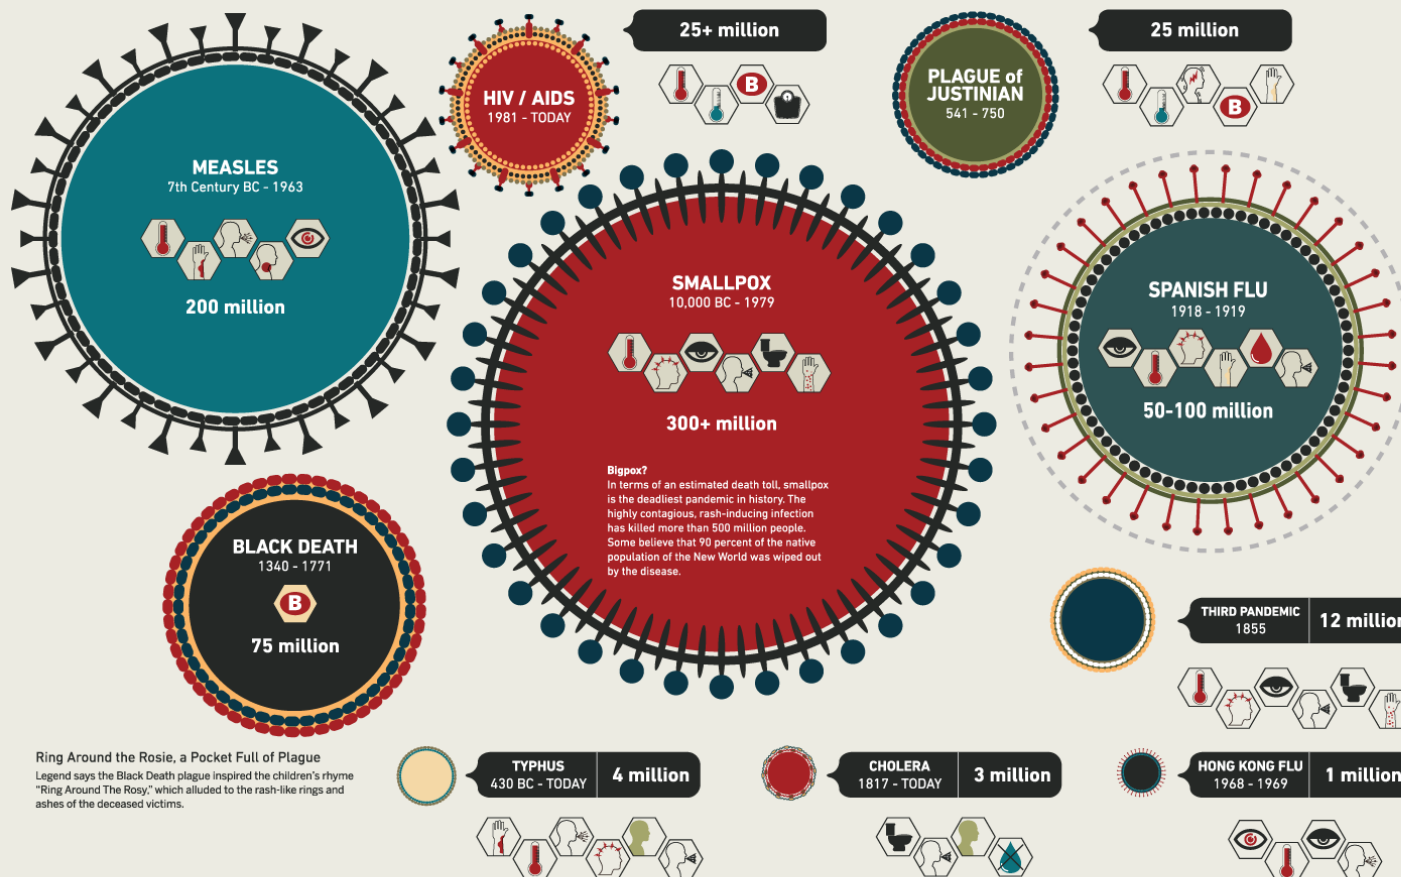 MEASLES
7th Century BC - 1963
200 million
HIV / AIDS
1981 - TODAY
25+ million
B
PLAGUE of
JUSTINIAN
541 - 750
25 million
B
SMALLPOX
10,000 BC - 1979
300+ million
Bigpox?
In terms of an estimated death toll, smallpox
is the deadliest pandemic in history. The
highly contagious, rash-inducing infection
has killed more than 500 million people.
Some believe that 90 percent of the native
population of the New World was wiped out
by the disease.
SPANISH FLU
1918 - 1919
50-100 million
BLACK DEATH
1340 - 1771
B
75 million
THIRD PANDEMIC
1855
12 million
Ring Around the Rosie, a Pocket Full of Plague
Legend says the Black Death plague inspired the children's rhyme
"Ring Around The Rosy," which alluded to the rash-like rings and
ashes of the deceased victims.
TYPHUS
430 BC - TODAY
4 million
CHOLERA
1817 - TODAY
3 million
HONG KONG FLU
1968 - 1969
1 million